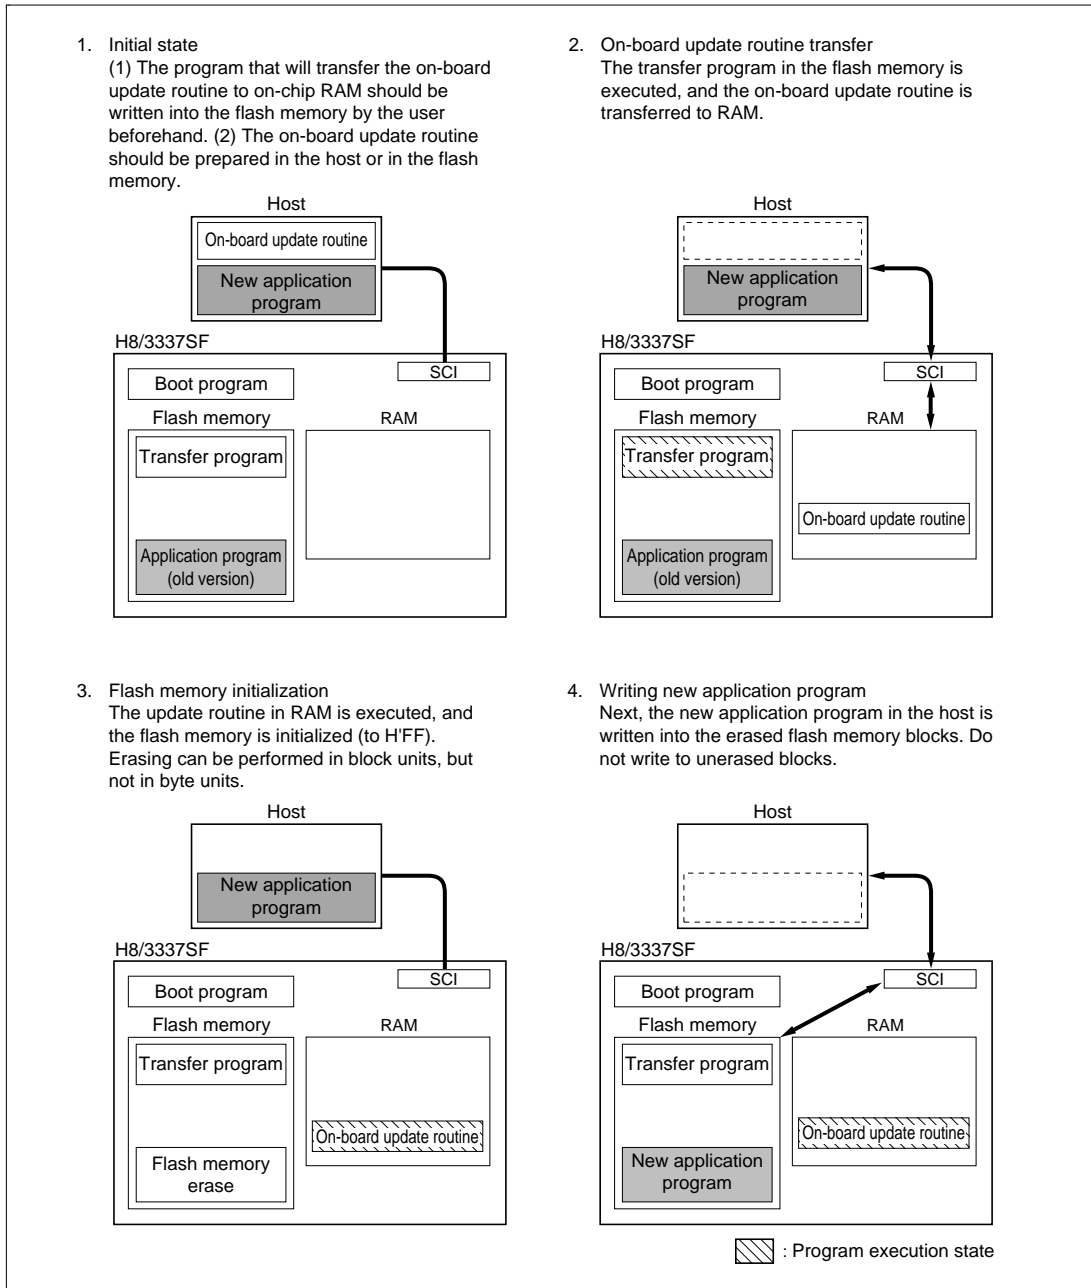 1. Initial state
(1) The program that will transfer the on-board
update routine to on-chip RAM should be
written into the flash memory by the user
beforehand. (2) The on-board update routine
should be prepared in the host or in the flash
memory.
Host
On-board update routine
New application
program
H8/3337SF
SCI
Boot program
Flash memory
RAM
Transfer program
Application program
(old version)
2. On-board update routine transfer
The transfer program in the flash memory is
executed, and the on-board update routine is
transferred to RAM.
Host
New application
program
H8/3337SF
SCI
Boot program
Flash memory
RAM
Transfer program
On-board update routine
Application program
(old version)
3. Flash memory initialization
The update routine in RAM is executed, and
the flash memory is initialized (to H'FF).
Erasing can be performed in block units, but
not in byte units.
Host
New application
program
H8/3337SF
SCI
Boot program
Flash memory
RAM
Transfer program
On-board update routine
Flash memory
erase
4. Writing new application program
Next, the new application program in the host is
written into the erased flash memory blocks. Do
not write to unerased blocks.
Host
H8/3337SF
SCI
Boot program
Flash memory
RAM
Transfer program
On-board update routine
New application
program
: Program execution state